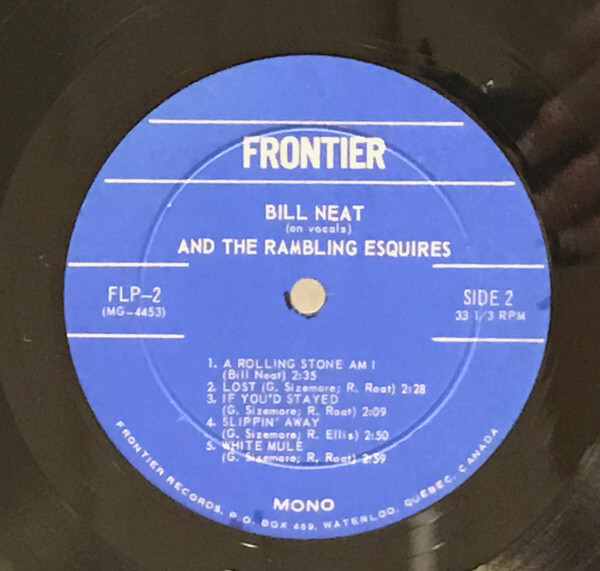 FRONTIER
BILL NEAT
(on vocals)
AND THE RAMBLING ESQUIRES
FLP-2
(MG-4453)
SIDE 2
33 1/3 RPM
1. A ROLLING STONE AM I
(Bill Neat) 2:35
2. LOST (G. Sizemore; R. Root) 2:28
3. IF YOU'D STAYED
(G. Sizemore; R. Root) 2:09
4. SLIPPIN' AWAY
(G. Sizemore; R. Ellis) 2:50
5. WHITE MULE
(G. Sizemore; R. Root) 2:59
MONO
FRONTIER RECORDS, P.O. BOX 469, WATERLOO, QUEBEC, CANADA